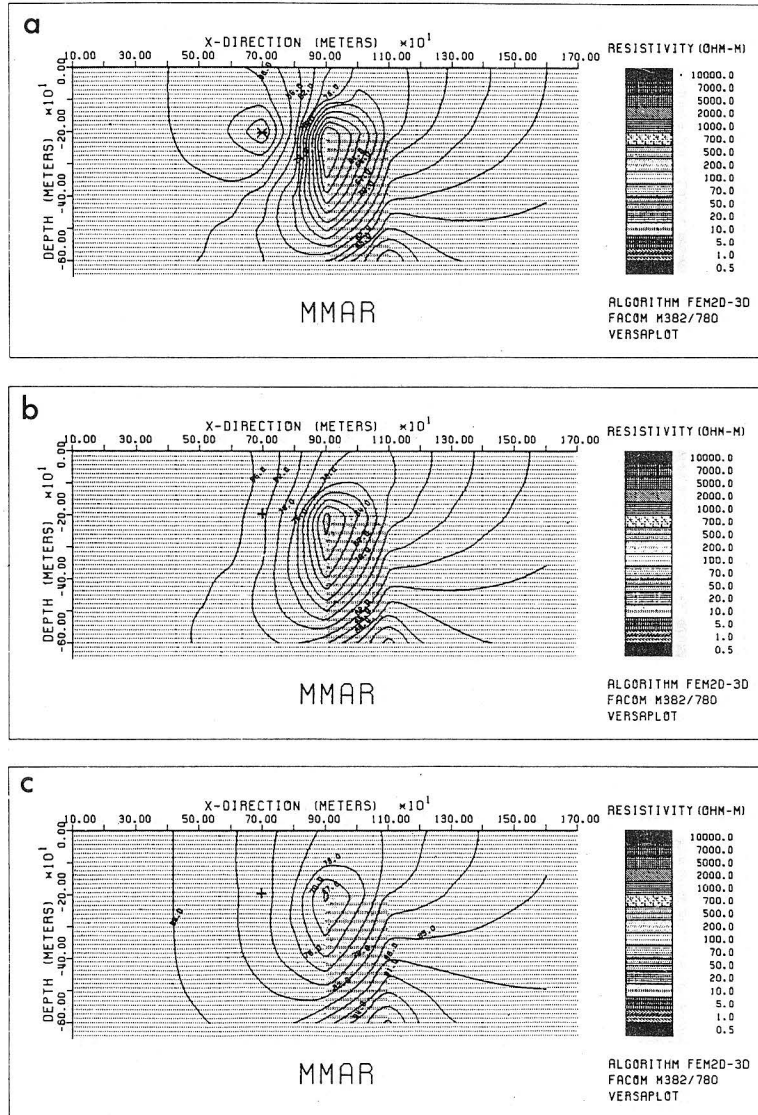 a
X-DIRECTION (METERS) ×10¹
10.00 30.00 50.00 70.00 90.00 110.00 130.00 150.00 170.00
DEPTH (METERS) ×10¹
0.00
-20.00
-40.00
-60.00
MMAR
RESISTIVITY (OHM-M)
10000.0
7000.0
5000.0
2000.0
1000.0
700.0
500.0
200.0
100.0
70.0
50.0
20.0
10.0
5.0
1.0
0.5
ALGORITHM FEM2D-3D
FACOM M382/780
VERSAPLOT
b
X-DIRECTION (METERS) ×10¹
10.00 30.00 50.00 70.00 90.00 110.00 130.00 150.00 170.00
DEPTH (METERS) ×10¹
0.00
-20.00
-40.00
-60.00
MMAR
RESISTIVITY (OHM-M)
10000.0
7000.0
5000.0
2000.0
1000.0
700.0
500.0
200.0
100.0
70.0
50.0
20.0
10.0
5.0
1.0
0.5
ALGORITHM FEM2D-3D
FACOM M382/780
VERSAPLOT
c
X-DIRECTION (METERS) ×10¹
10.00 30.00 50.00 70.00 90.00 110.00 130.00 150.00 170.00
DEPTH (METERS) ×10¹
0.00
-20.00
-40.00
-60.00
MMAR
RESISTIVITY (OHM-M)
10000.0
7000.0
5000.0
2000.0
1000.0
700.0
500.0
200.0
100.0
70.0
50.0
20.0
10.0
5.0
1.0
0.5
ALGORITHM FEM2D-3D
FACOM M382/780
VERSAPLOT